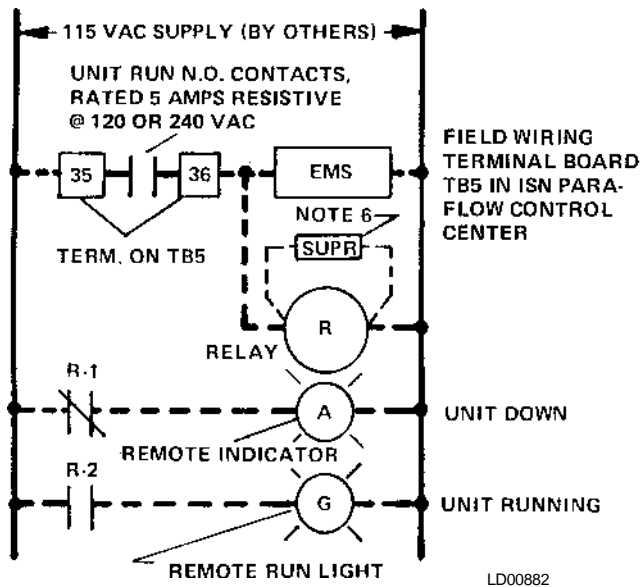 115 VAC SUPPLY (BY OTHERS)
UNIT RUN N.O. CONTACTS,
RATED 5 AMPS RESISTIVE
@ 120 OR 240 VAC
35
36
EMS
FIELD WIRING
TERMINAL BOARD
TB5 IN ISN PARA-
FLOW CONTROL
CENTER
TERM. ON TB5
NOTE 6
SUPR
R
RELAY
R-1
A
UNIT DOWN
REMOTE INDICATOR
R-2
G
UNIT RUNNING
REMOTE RUN LIGHT
LD00882